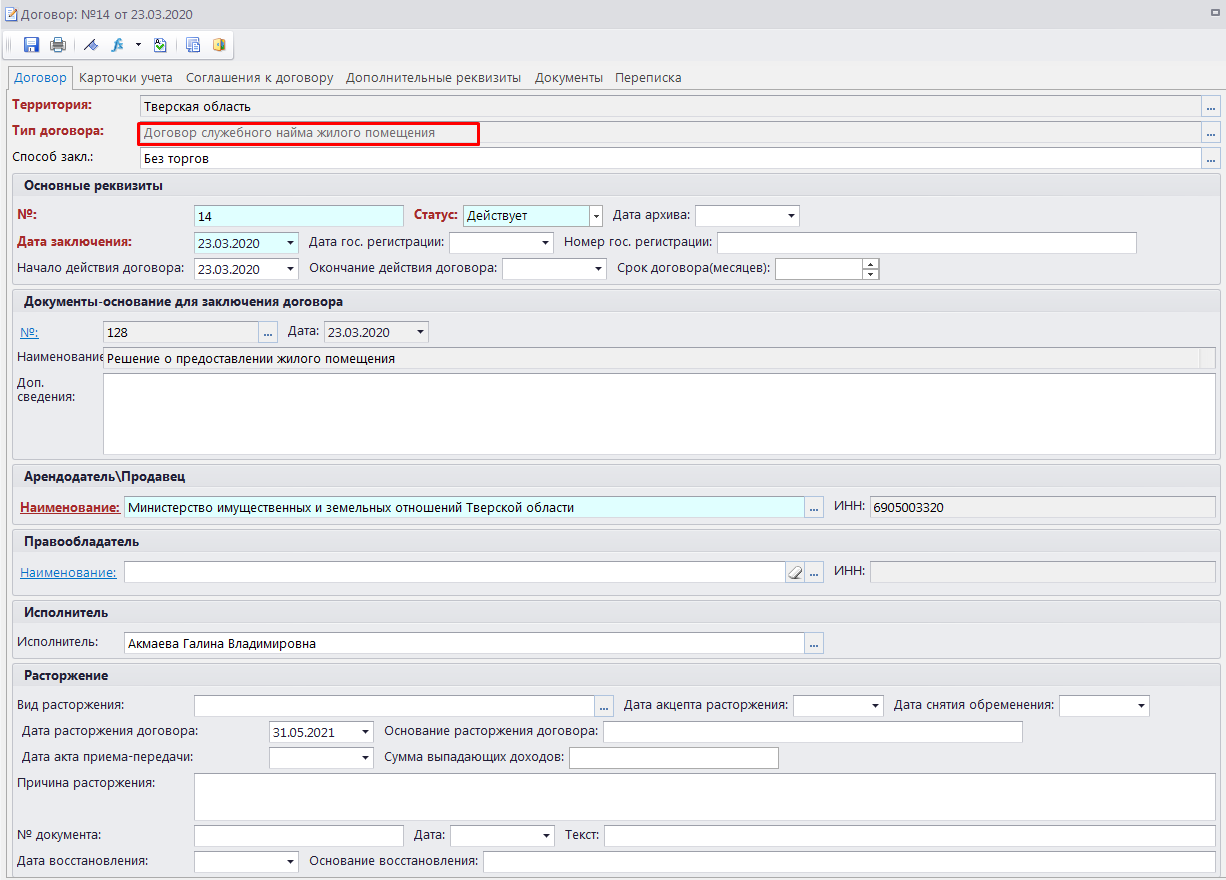 Договор: №14 от 23.03.2020
Договор Карточки учета Соглашения к договору Дополнительные реквизиты Документы Переписка
Территория: Тверская область ...
Тип договора: Договор служебного найма жилого помещения ...
Способ закл.: Без торгов ...
Основные реквизиты
№: 14 Статус: Действует Дата архива:
Дата заключения: 23.03.2020 Дата гос. регистрации: Номер гос. регистрации:
Начало действия договора: 23.03.2020 Окончание действия договора: Срок договора(месяцев):
Документы-основание для заключения договора
№: 128 ... Дата: 23.03.2020
Наименование Решение о предоставлении жилого помещения
Доп.
сведения:
Арендодатель\Продавец
Наименование: Министерство имущественных и земельных отношений Тверской области ... ИНН: 6905003320
Правообладатель
Наименование: ... ИНН:
Исполнитель
Исполнитель: Акмаева Галина Владимировна ...
Расторжение
Вид расторжения: ... Дата акцепта расторжения: Дата снятия обременения:
Дата расторжения договора: 31.05.2021 Основание расторжения договора:
Дата акта приема-передачи: Сумма выпадающих доходов:
Причина расторжения:
№ документа: Дата: Текст:
Дата восстановления: Основание восстановления: